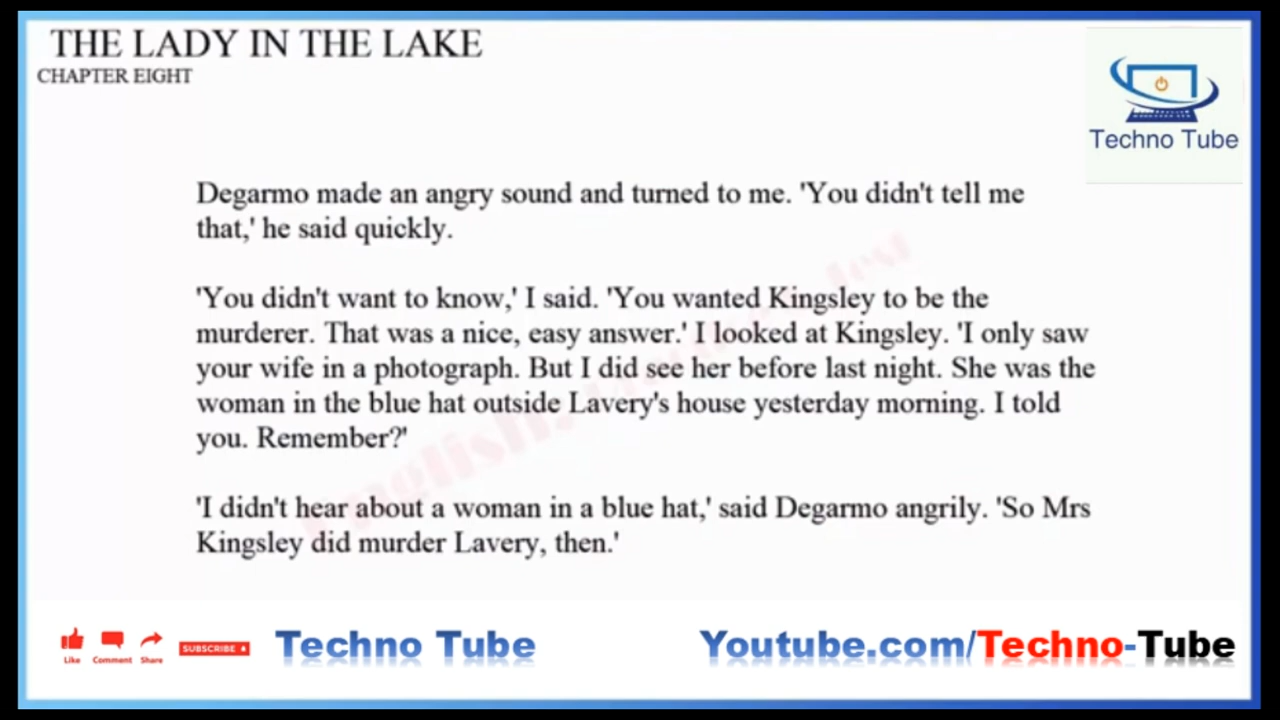 THE LADY IN THE LAKE
CHAPTER EIGHT
Techno Tube
Degarmo made an angry sound and turned to me. 'You didn't tell me
that,' he said quickly.
'You didn't want to know,' I said. 'You wanted Kingsley to be the
murderer. That was a nice, easy answer.' I looked at Kingsley. 'I only saw
your wife in a photograph. But I did see her before last night. She was the
woman in the blue hat outside Lavery's house yesterday morning. I told
you. Remember?'
'I didn't hear about a woman in a blue hat,' said Degarmo angrily. 'So Mrs
Kingsley did murder Lavery, then.'
Like Comment Share SUBSCRIBE Techno Tube Youtube.com/Techno-Tube